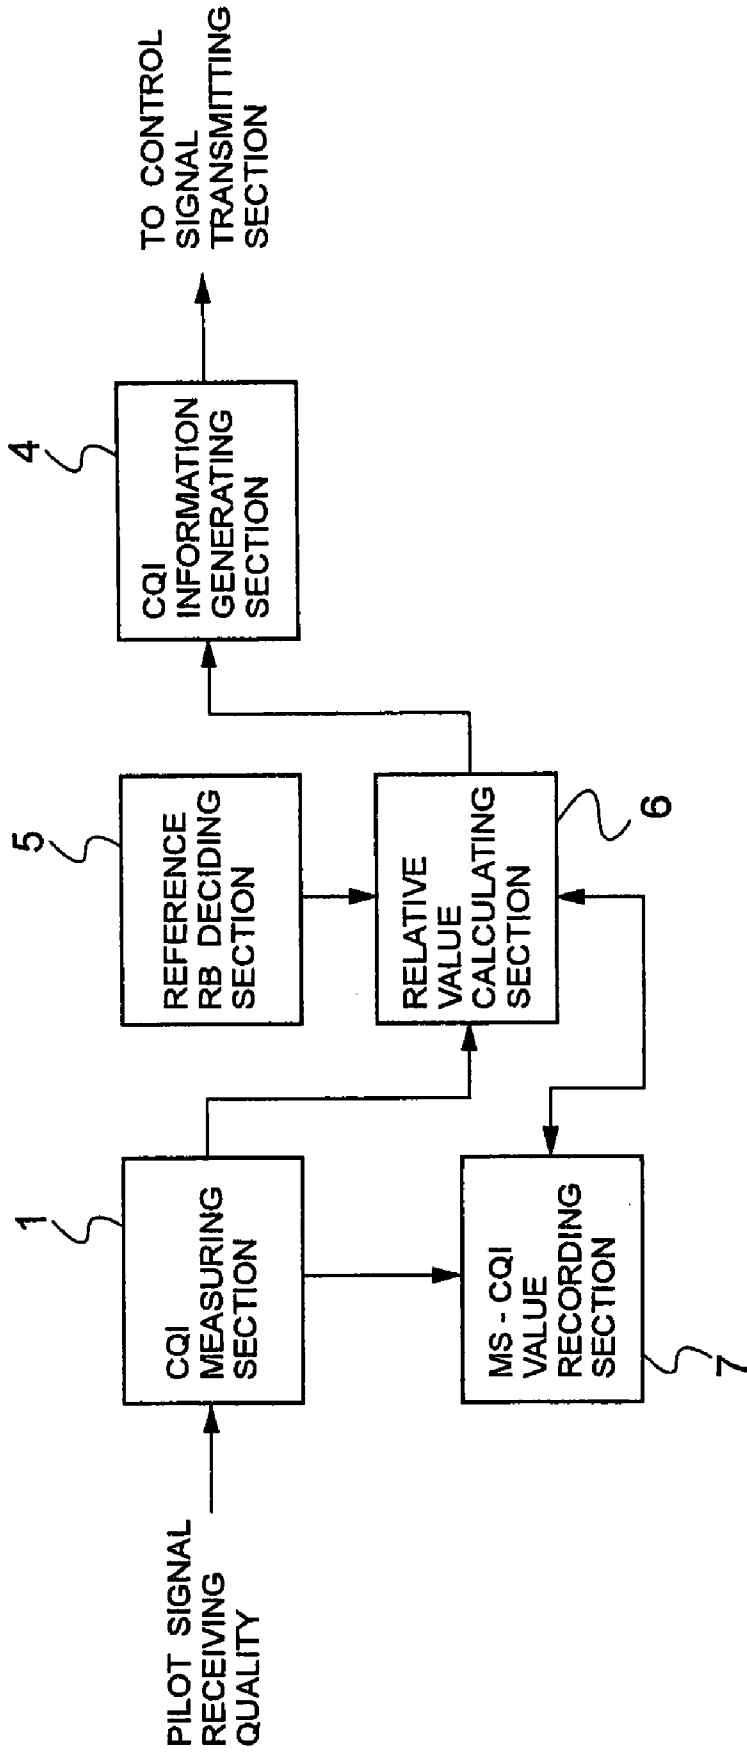 PILOT SIGNAL
RECEIVING
QUALITY
1
CQI
MEASURING
SECTION
MS - CQI
VALUE
RECORDING
SECTION
7
5
REFERENCE
RB DECIDING
SECTION
RELATIVE
VALUE
CALCULATING
SECTION
6
4
CQI
INFORMATION
GENERATING
SECTION
TO CONTROL
SIGNAL
TRANSMITTING
SECTION